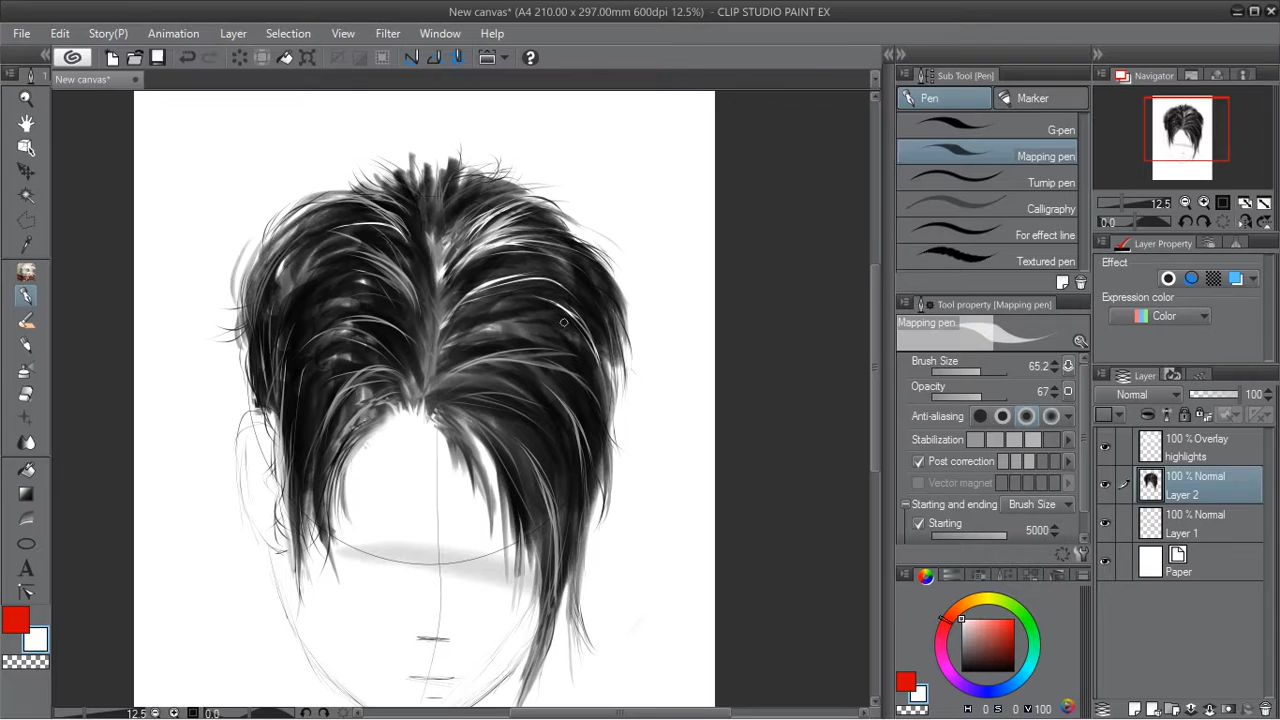 New canvas* (A4 210.00 x 297.00mm 600dpi 12.5%) - CLIP STUDIO PAINT EX
File Edit Story(P) Animation Layer Selection View Filter Window Help
New canvas*
1
Sub Tool [Pen]
Pen
Marker
G-pen
Mapping pen
Turnip pen
Calligraphy
For effect line
Textured pen
Tool property [Mapping pen]
Mapping pen
Brush Size 65.2
Opacity 67
Anti-aliasing
Stabilization
Post correction
Vector magnet
Starting and ending Brush Size
Starting 5000
Navigator
12.5
0.0
Layer Property
Effect
Expression color
Color
Layer
Normal 100
100 % Overlay
highlights
100 % Normal
Layer 2
100 % Normal
Layer 1
Paper
H 0 S 0 V 100
12.5 0.0